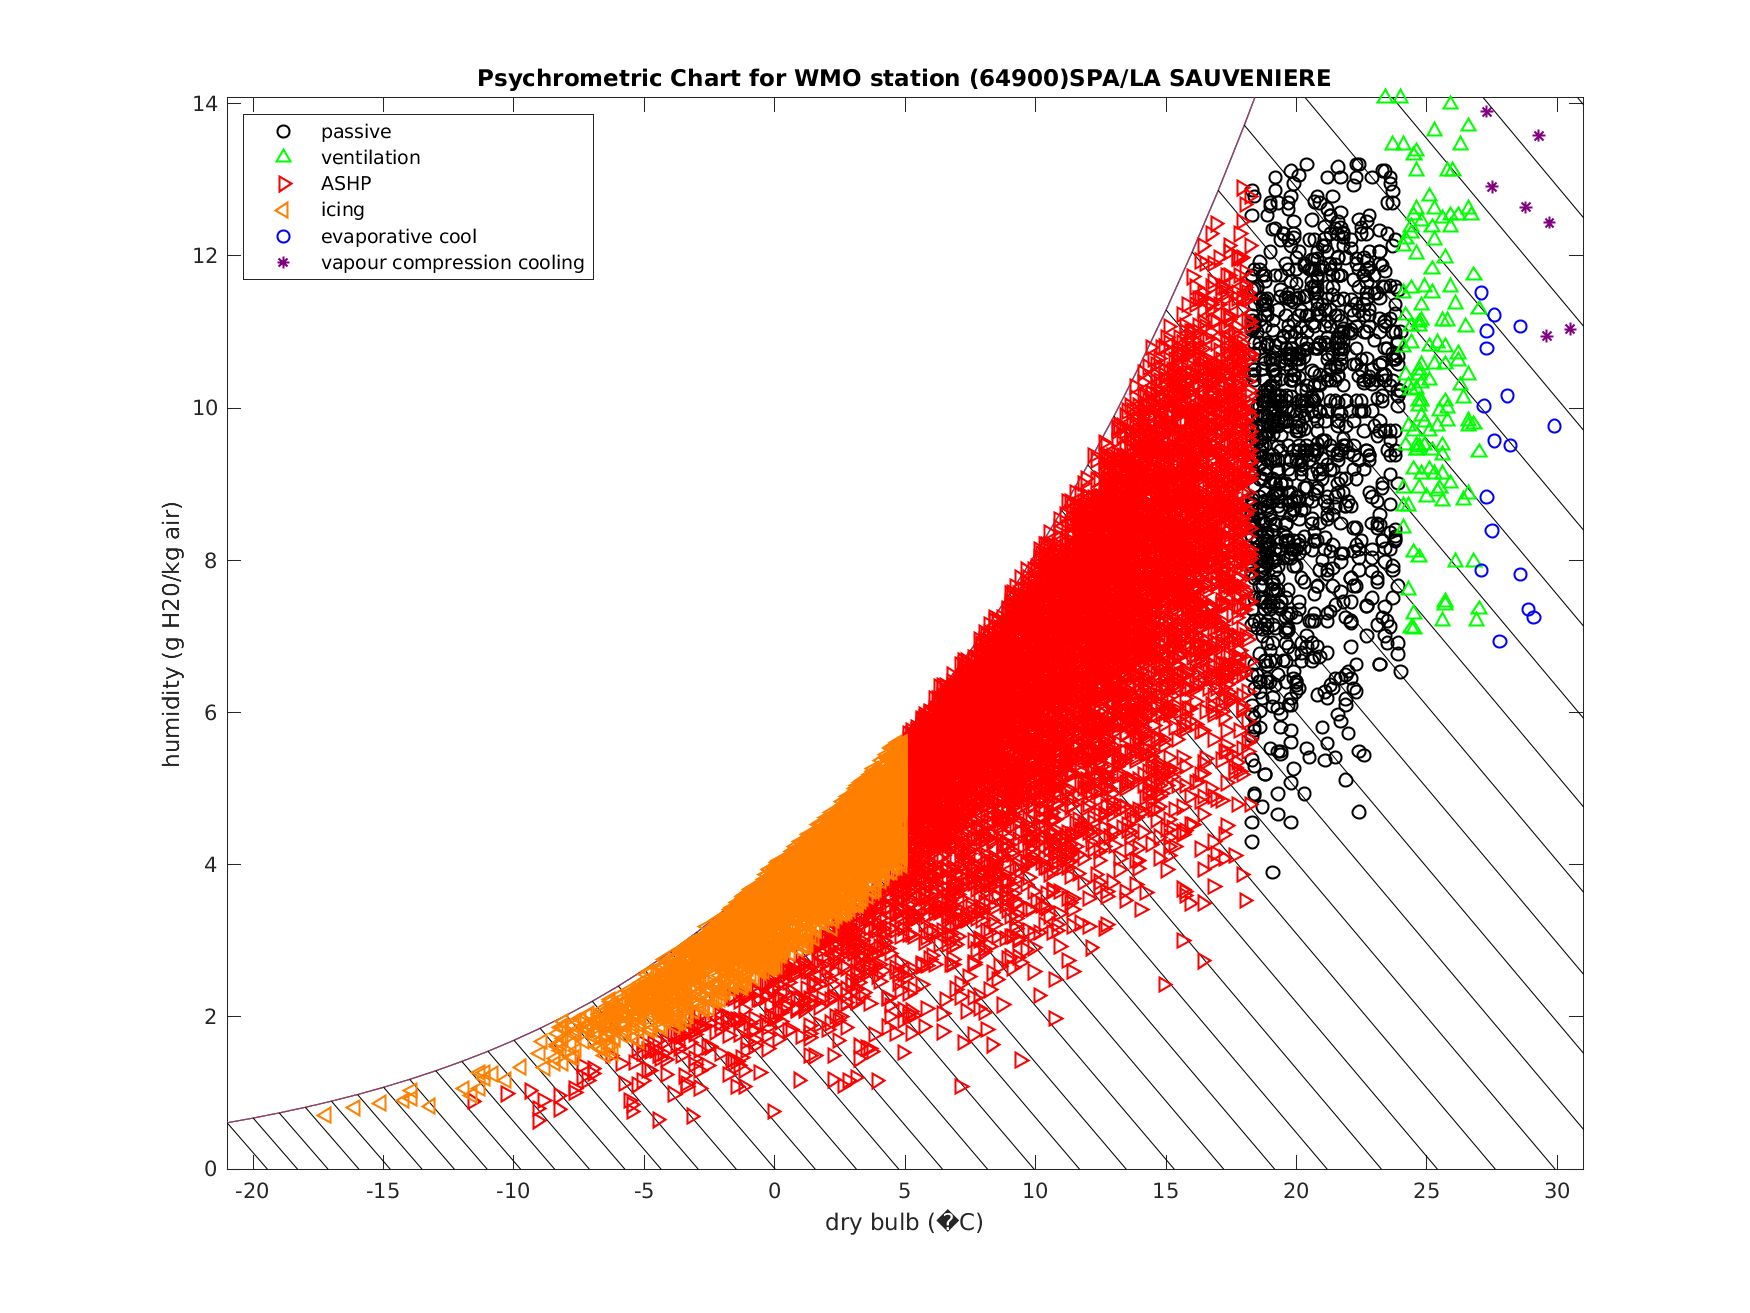 Psychrometric Chart for WMO station (64900)SPA/LA SAUVENIERE
14
12
10
8
6
4
2
0
humidity (g H20/kg air)
passive
ventilation
ASHP
icing
evaporative cool
vapour compression cooling
-20 -15 -10 -5 0 5 10 15 20 25 30
dry bulb (�C)